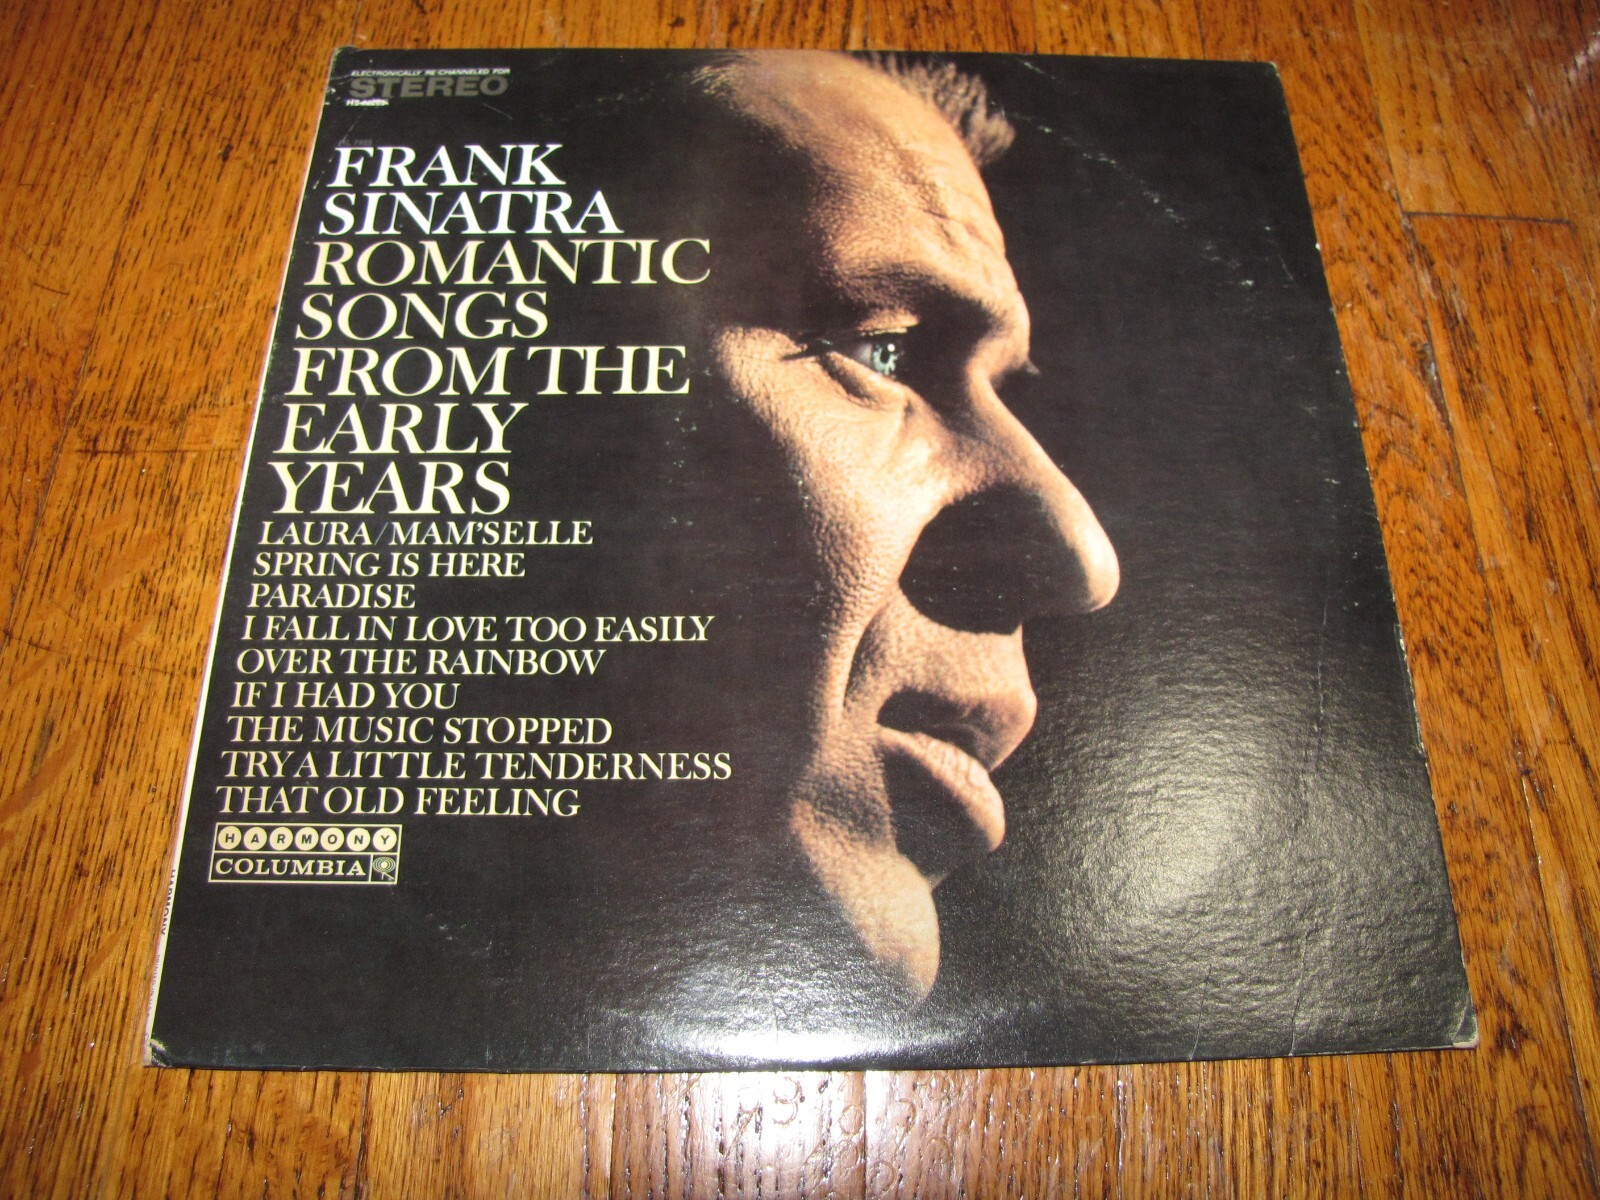 ELECTRONICALLY RE-CHANNELED FOR
STEREO
FRANK
SINATRA
ROMANTIC
SONGS
FROM THE
EARLY
YEARS
LAURA/MAM'SELLE
SPRING IS HERE
PARADISE
I FALL IN LOVE TOO EASILY
OVER THE RAINBOW
IF I HAD YOU
THE MUSIC STOPPED
TRY A LITTLE TENDERNESS
THAT OLD FEELING
HARMONY
COLUMBIA
HARMONY